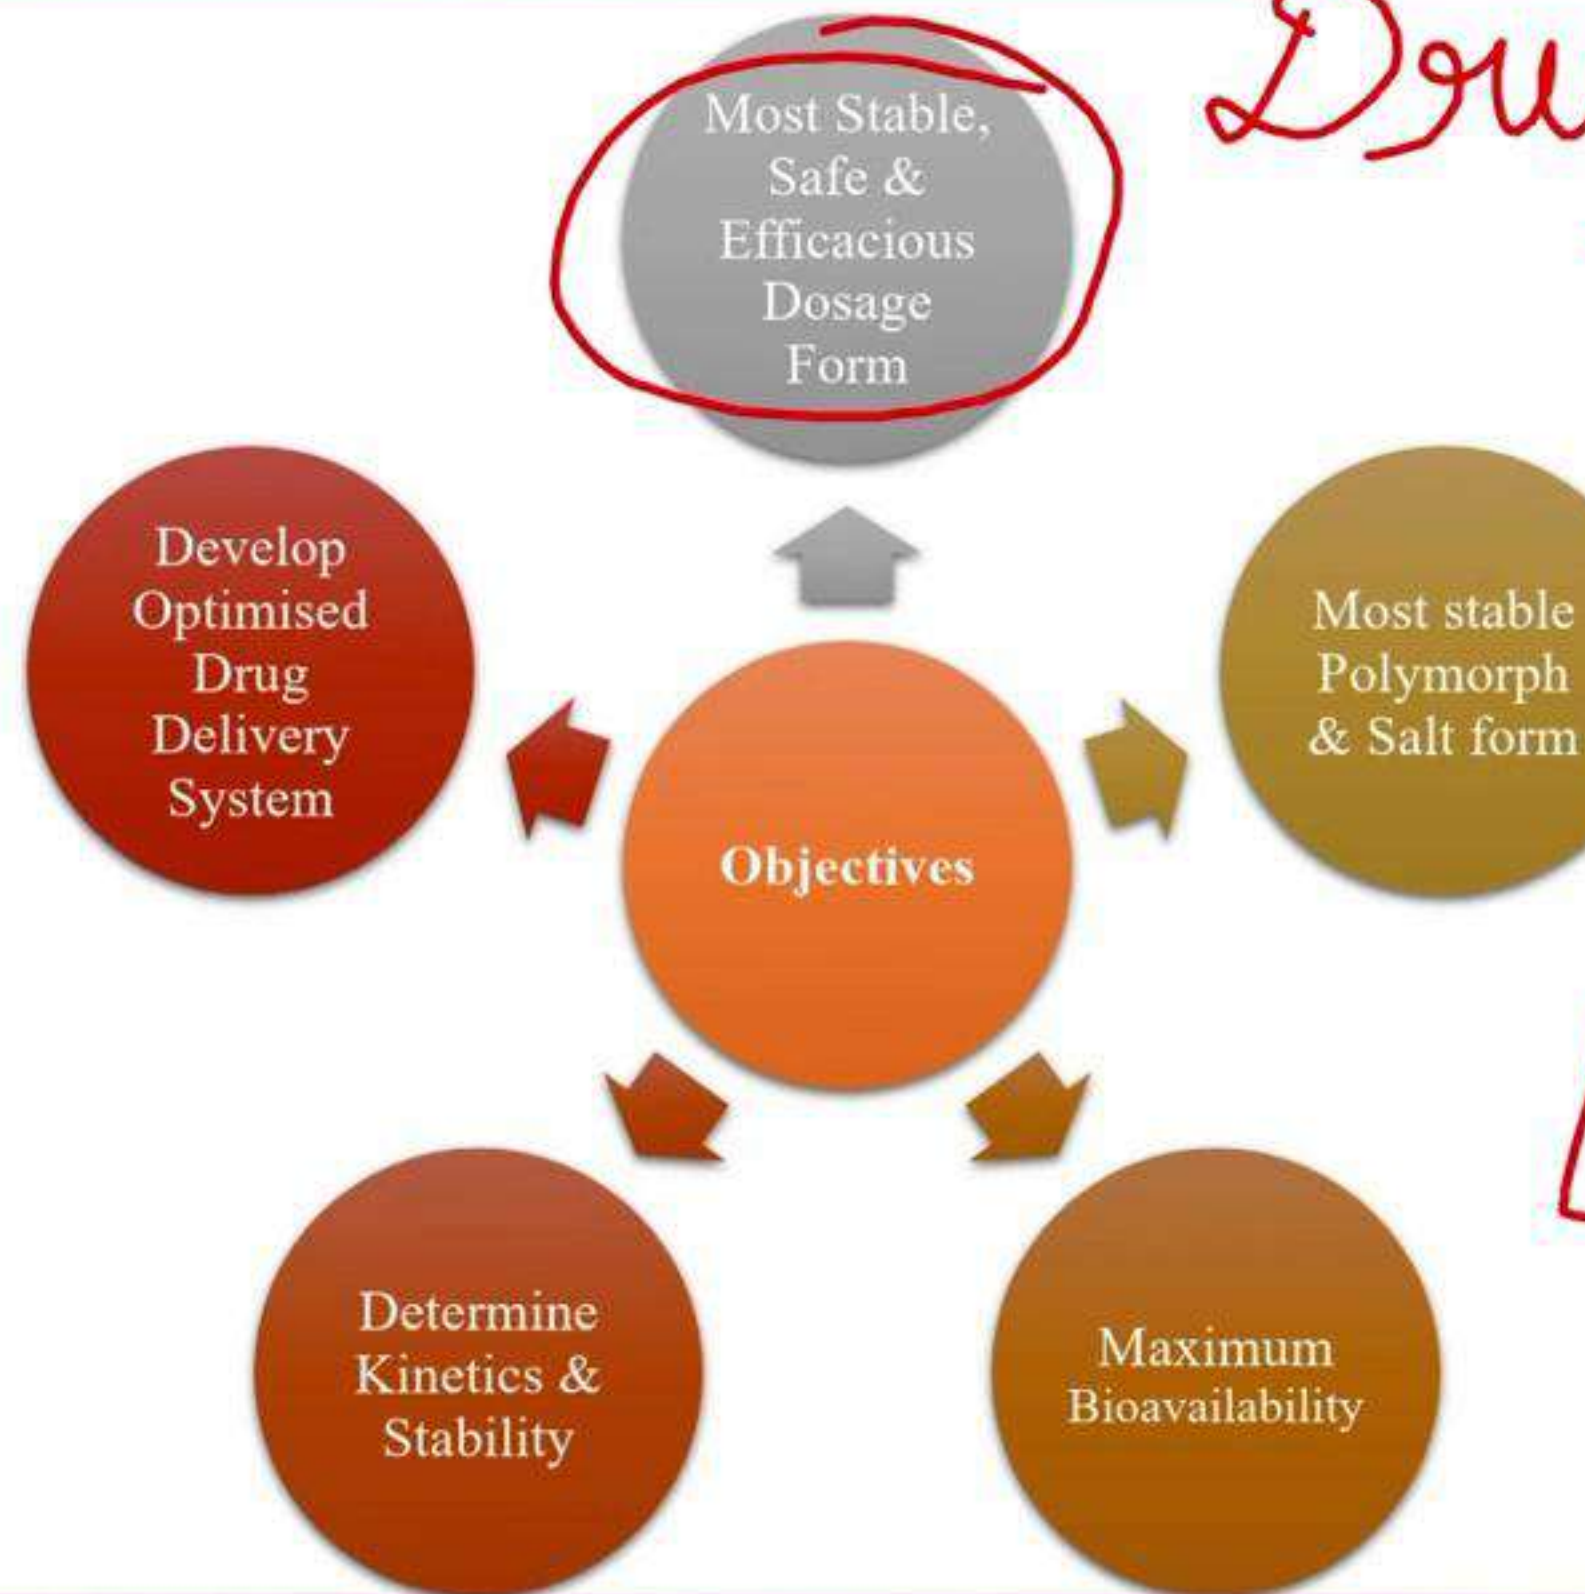 Most Stable,
Safe &
Efficacious
Dosage
Form
Develop
Optimised
Drug
Delivery
System
Most stable
Polymorph
& Salt form
Objectives
Determine
Kinetics &
Stability
Maximum
Bioavailability